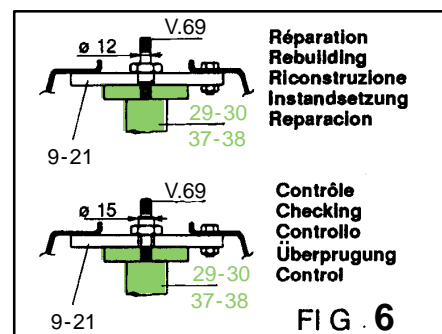 V.69
ø 12
29-30
37-38
9-21
Réparation
Rebuilding
Riconstruzione
Instandsetzung
Reparacion
V.69
ø 15
29-30
37-38
9-21
Contrôle
Checking
Controllo
Überprugung
Control
FIG. 6